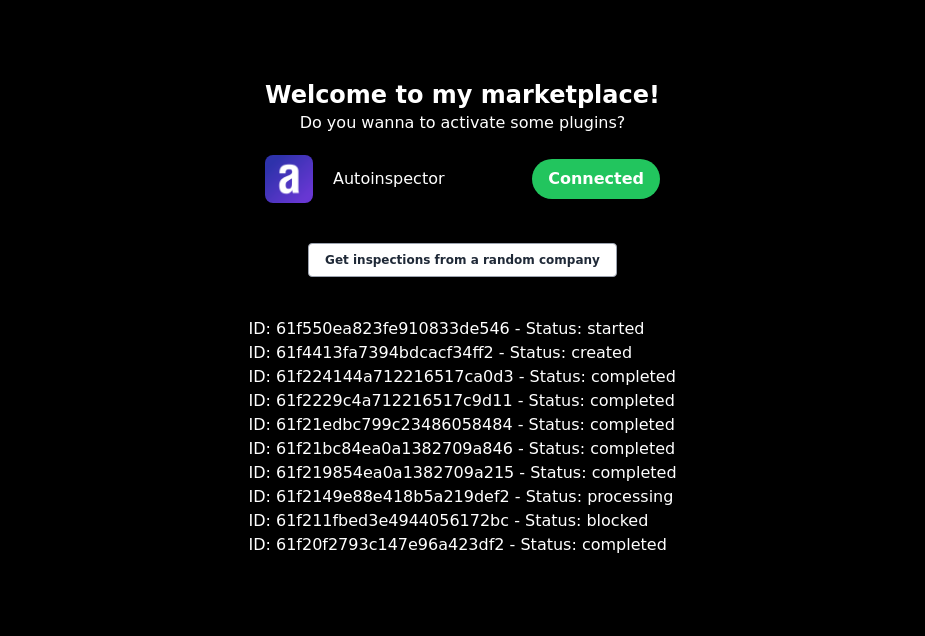 Welcome to my marketplace!
Do you wanna to activate some plugins?
a Autoinspector Connected
Get inspections from a random company
ID: 61f550ea823fe910833de546 - Status: started
ID: 61f4413fa7394bdcacf34ff2 - Status: created
ID: 61f224144a712216517ca0d3 - Status: completed
ID: 61f2229c4a712216517c9d11 - Status: completed
ID: 61f21edbc799c23486058484 - Status: completed
ID: 61f21bc84ea0a1382709a846 - Status: completed
ID: 61f219854ea0a1382709a215 - Status: completed
ID: 61f2149e88e418b5a219def2 - Status: processing
ID: 61f211fbed3e4944056172bc - Status: blocked
ID: 61f20f2793c147e96a423df2 - Status: completed